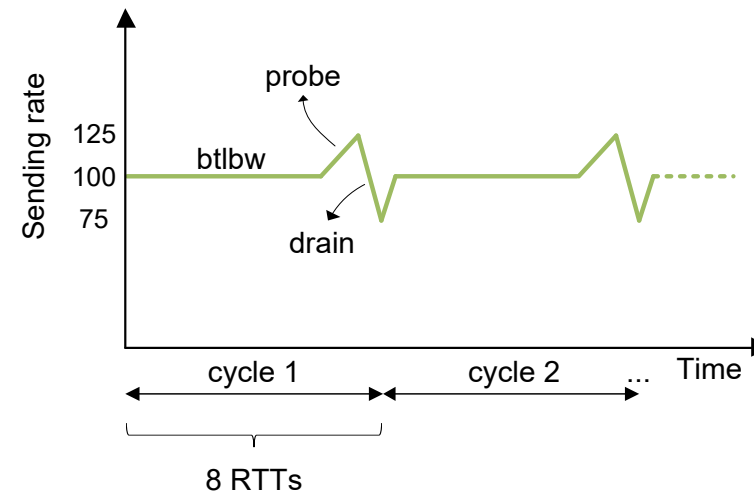 Sending rate
125
100
75
probe
btlbw
drain
cycle 1
cycle 2
...
Time
8 RTTs